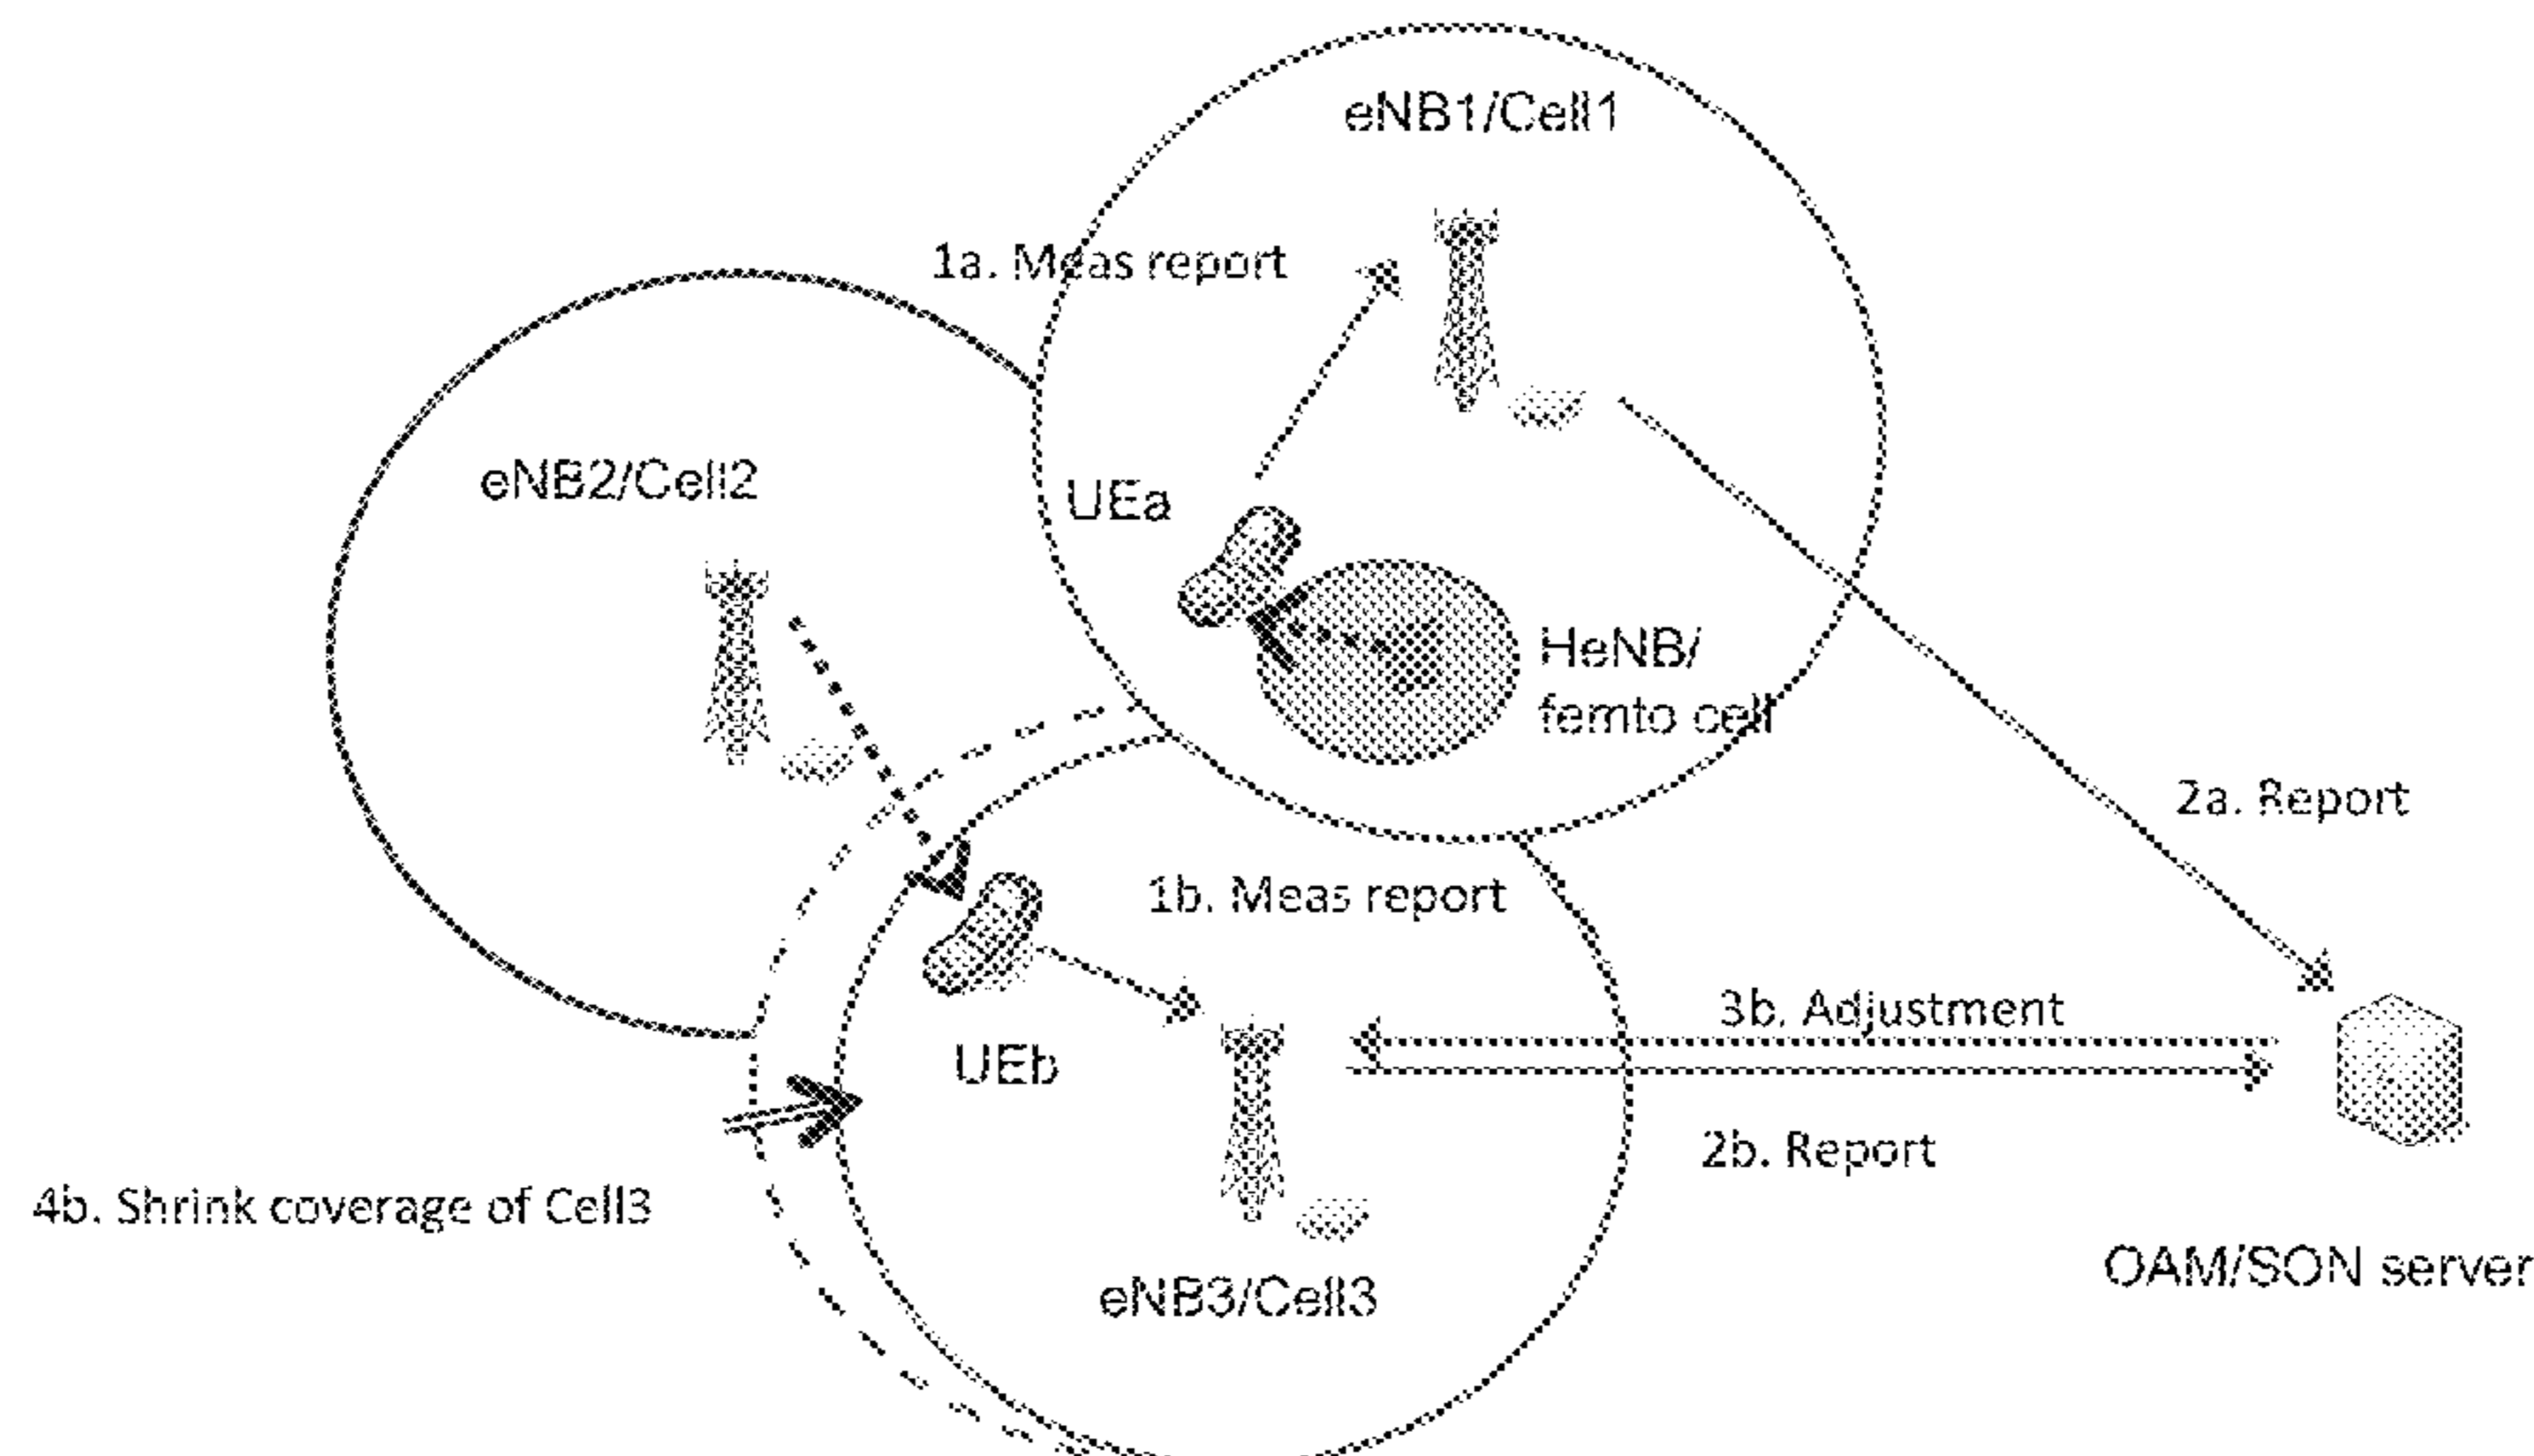 eNB1/Cell1
1a. Meas report
eNB2/Cell2
UEa
HeNB/
femto cell
2a. Report
1b. Meas report
3b. Adjustment
UEb
2b. Report
4b. Shrink coverage of Cell3
OAM/SON server
eNB3/Cell3